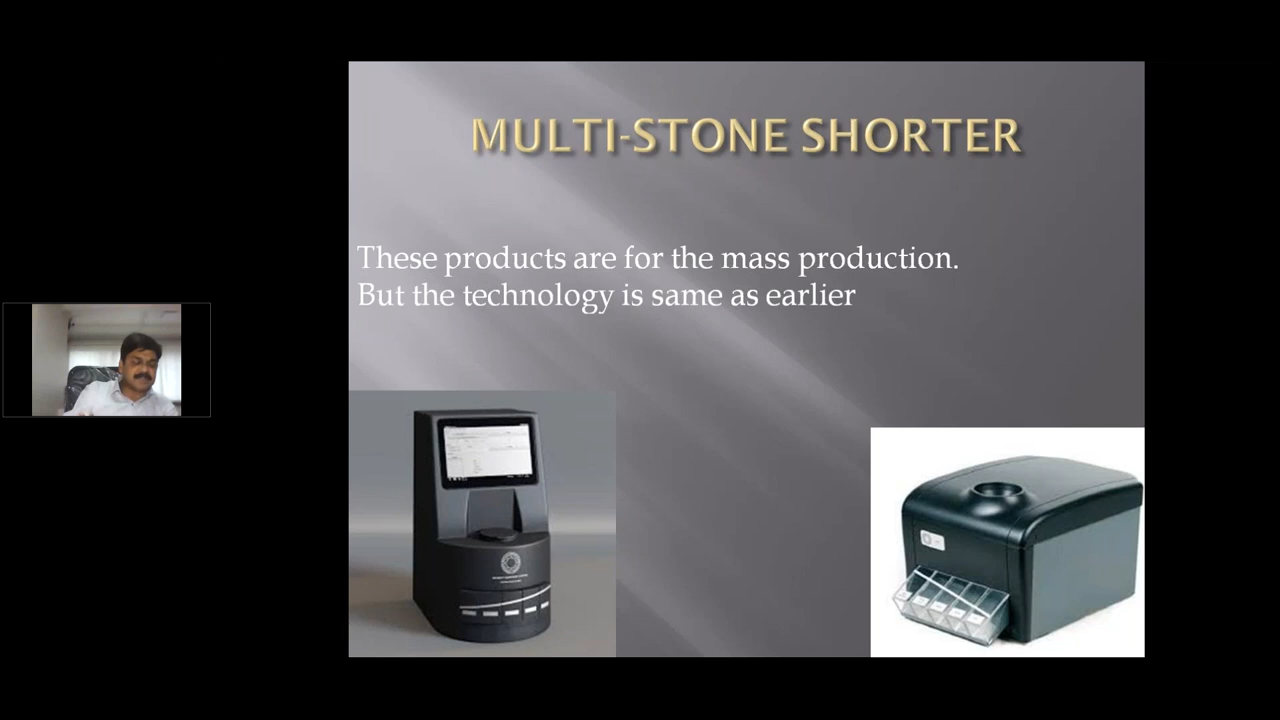 MULTI-STONE SHORTER
These products are for the mass production.
But the technology is same as earlier